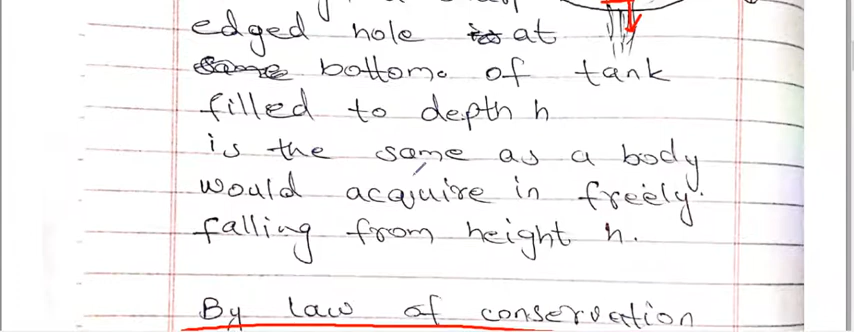 edged hole at
bottom of tank
filled to depth h
is the same as a body
would acquire in freely
falling from height h.
By law of conservation